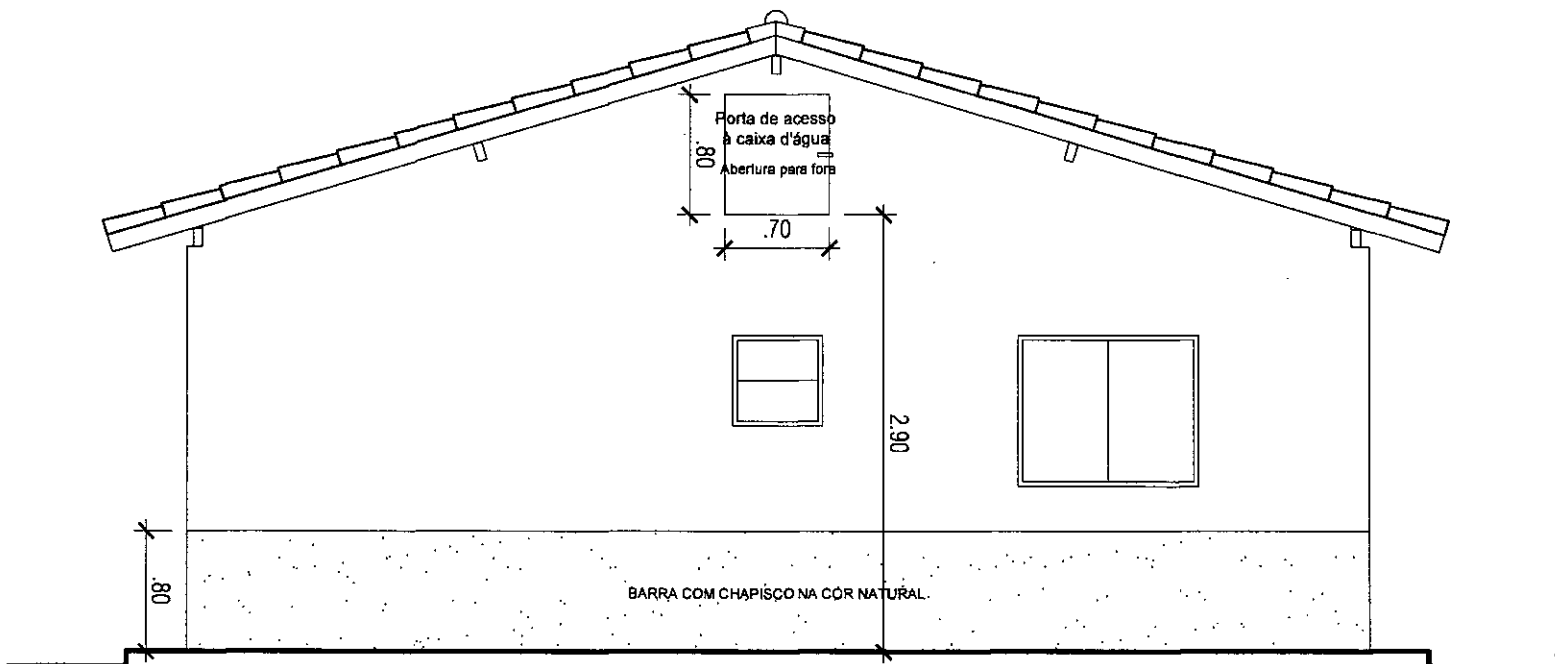 Porta de acesso
à caixa d'água
Abertura para fora
.80
.70
2.90
.80
BARRA COM CHAPISCO NA COR NATURAL.